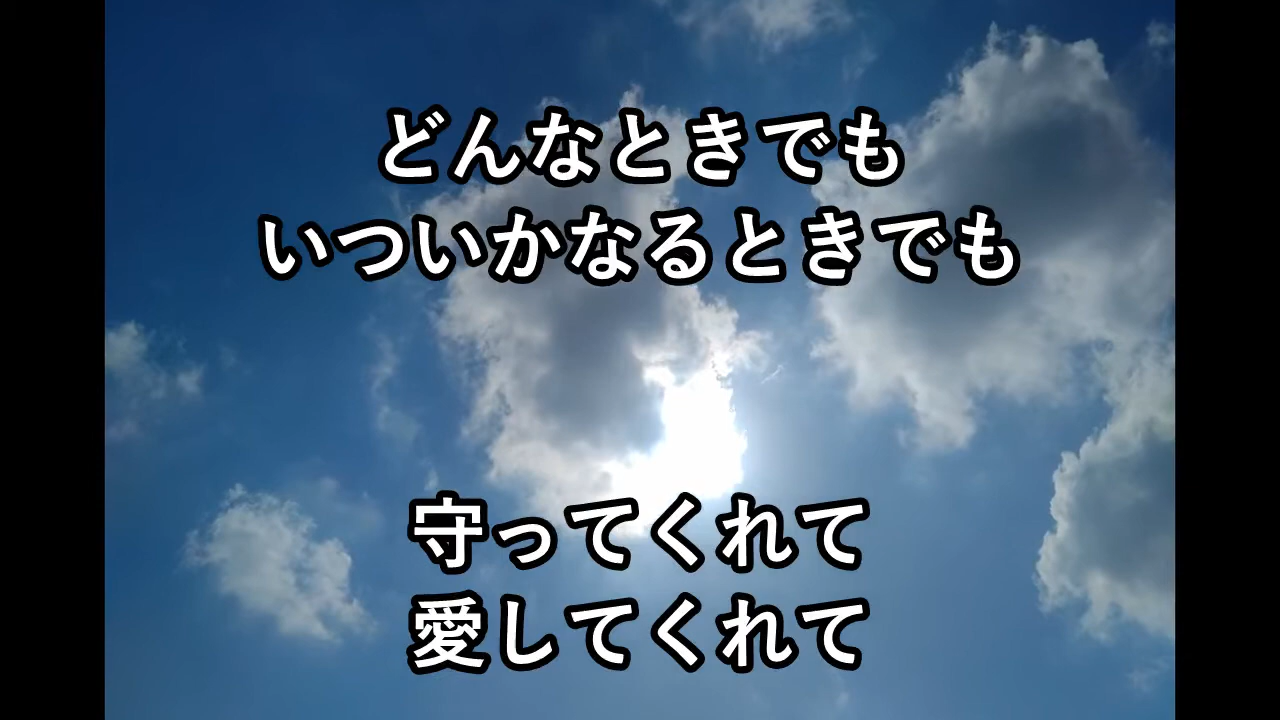 どんなときでも
いついかなるときでも
守ってくれて
愛してくれて